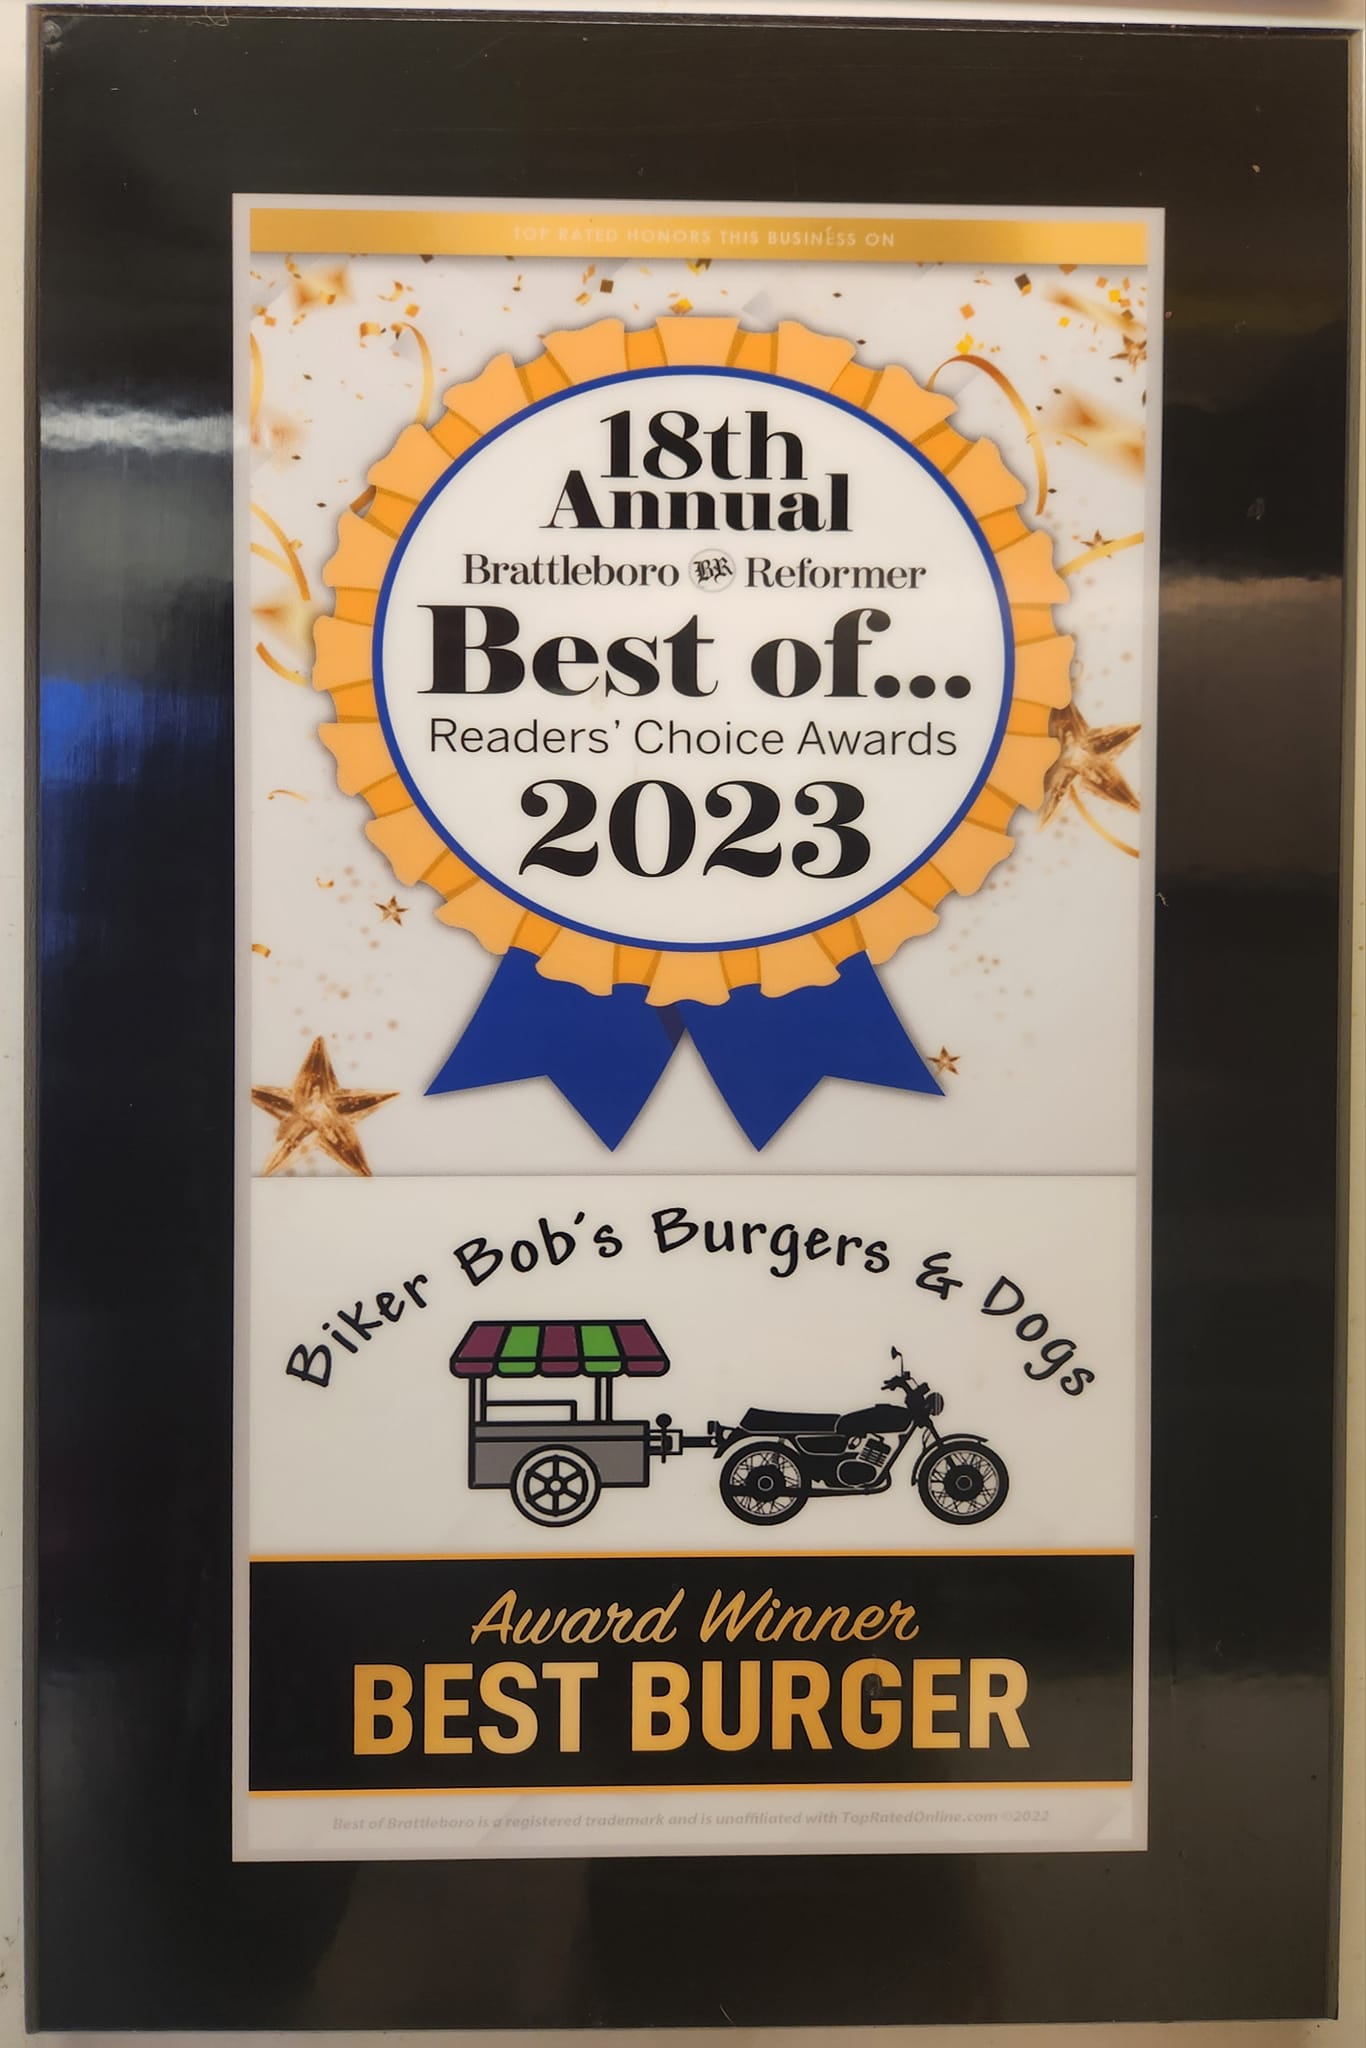 TOP RATED HONORS THIS BUSINESS ON
18th
Annual
Brattleboro BR Reformer
Best of...
Readers' Choice Awards
2023
Biker Bob's Burgers & Dogs
Award Winner
BEST BURGER
Best of Brattleboro is a registered trademark and is unaffiliated with TopRatedOnline.com ©2022